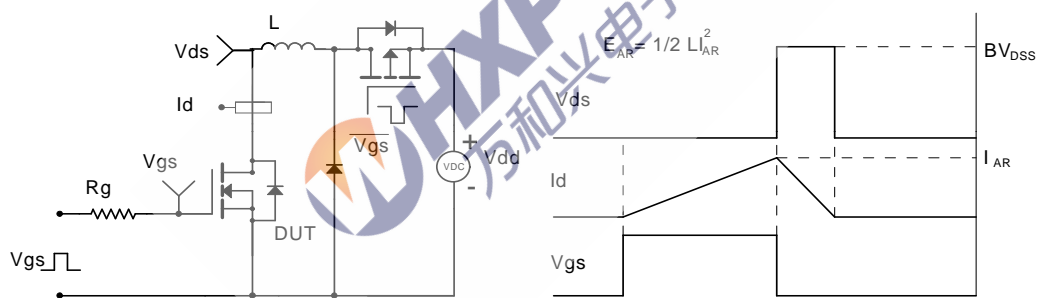 L
Vds
E_AR = 1/2 LI²_AR
BV_DSS
Vds
Id
Vgs
+
Vdd
VDC
-
I_AR
Vgs
Id
Rg
DUT
Vgs
Vgs
WHXP
万和兴电子